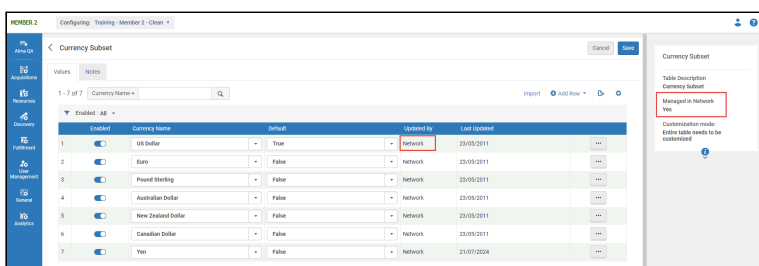 MEMBER 2
Configuring: Training - Member 2 - Clean
Alma QA
Acquisitions
Resources
Discovery
Fulfillment
User Management
General
Analytics
Currency Subset
Cancel
Save
Values
Notes
1 - 7 of 7
Currency Name
Import
Add Row
Enabled : All
Enabled
Currency Name
Default
Updated By
Last Updated
1 US Dollar True Network 23/05/2011
2 Euro False Network 23/05/2011
3 Pound Sterling False Network 23/05/2011
4 Australian Dollar False Network 23/05/2011
5 New Zealand Dollar False Network 23/05/2011
6 Canadian Dollar False Network 23/05/2011
7 Yen False Network 21/07/2024
Currency Subset
Table Description
Currency Subset
Managed in Network
Yes
Customization mode:
Entire table needs to be
customized